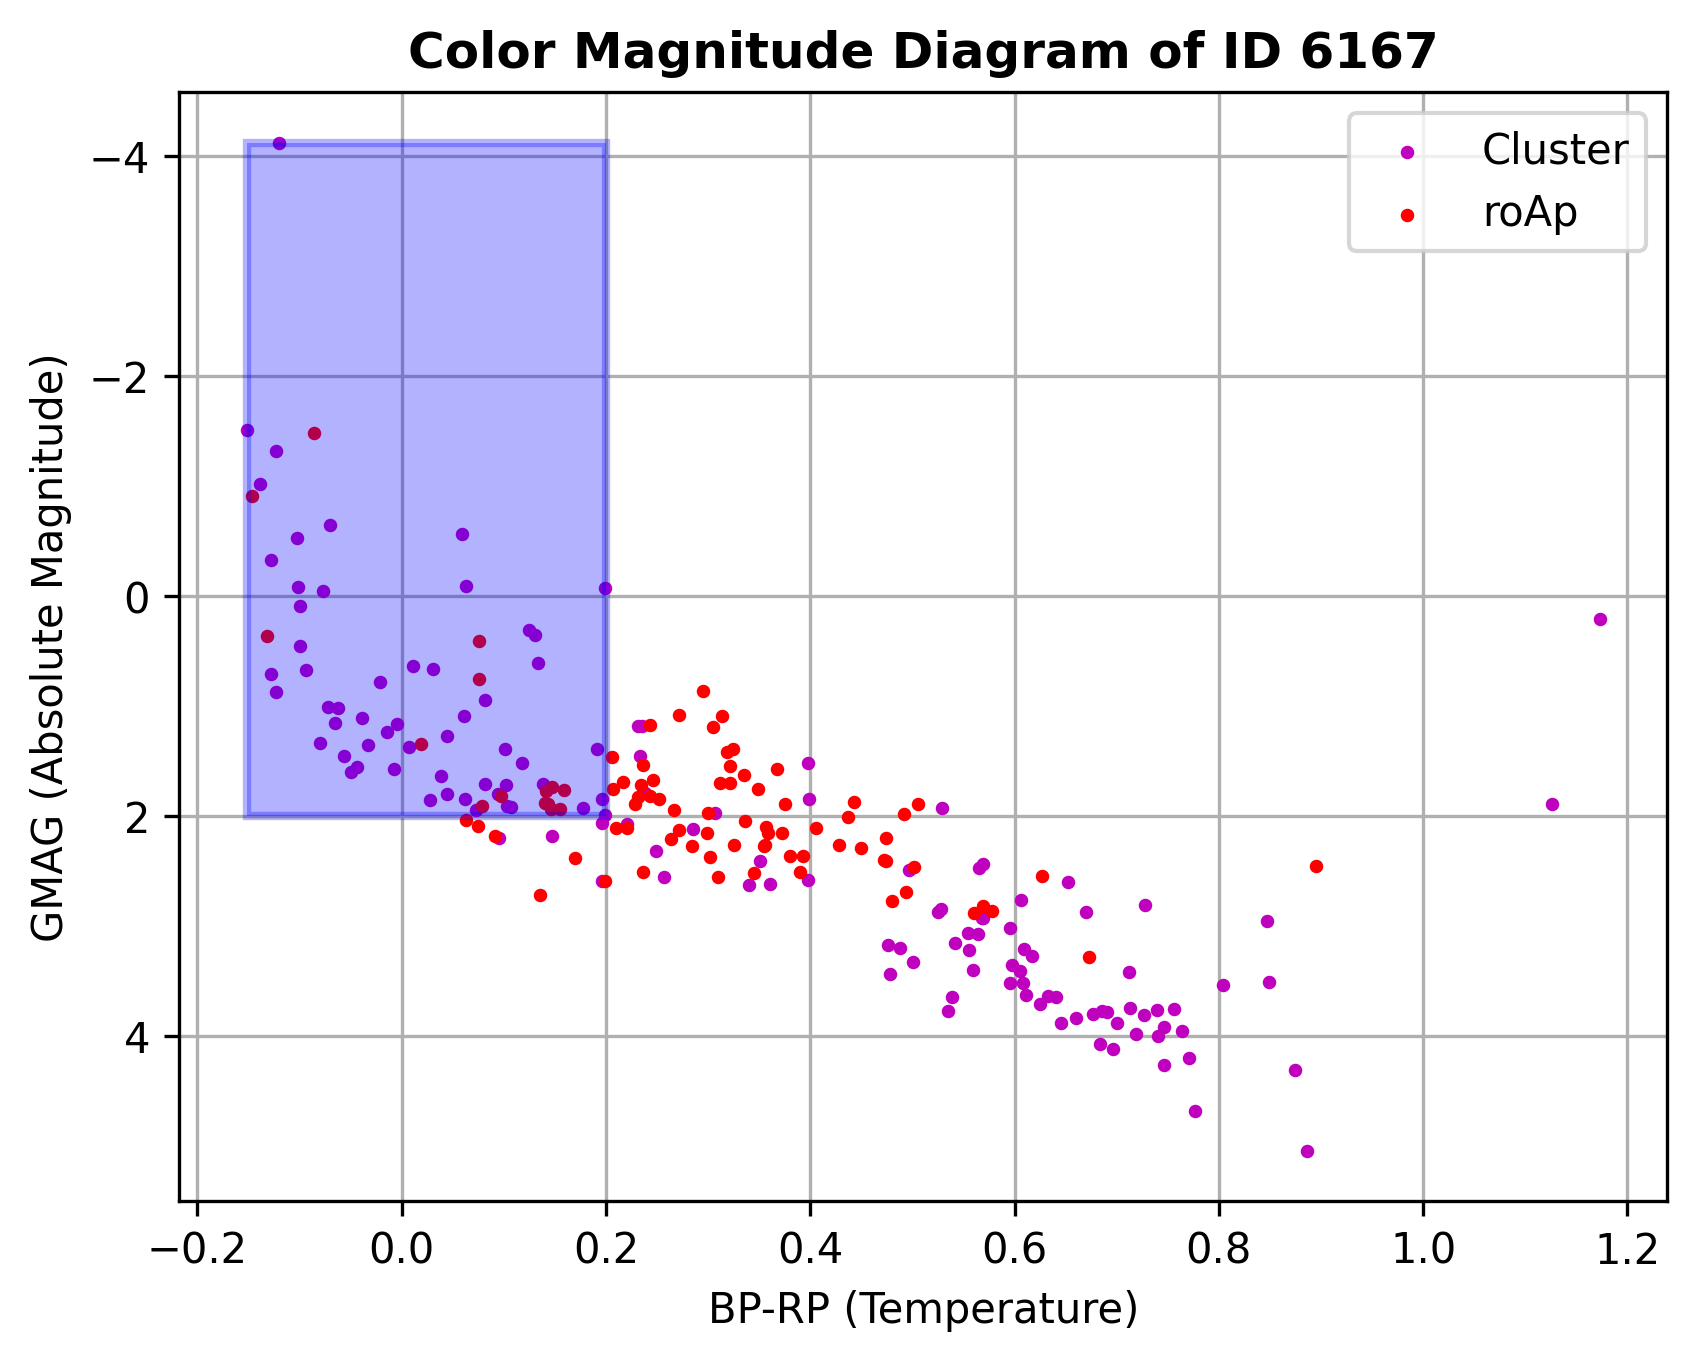 Color Magnitude Diagram of ID 6167
Cluster
roAp
−4
−2
0
2
4
GMAG (Absolute Magnitude)
−0.2 0.0 0.2 0.4 0.6 0.8 1.0 1.2
BP-RP (Temperature)